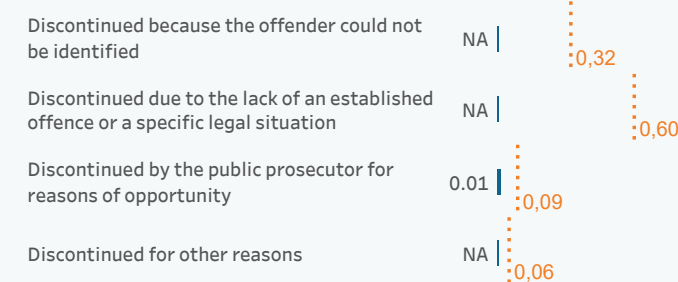 Discontinued because the offender could not
be identified
NA
0,32
Discontinued due to the lack of an established
offence or a specific legal situation
NA
0,60
Discontinued by the public prosecutor for
reasons of opportunity
0.01
0,09
Discontinued for other reasons
NA
0,06